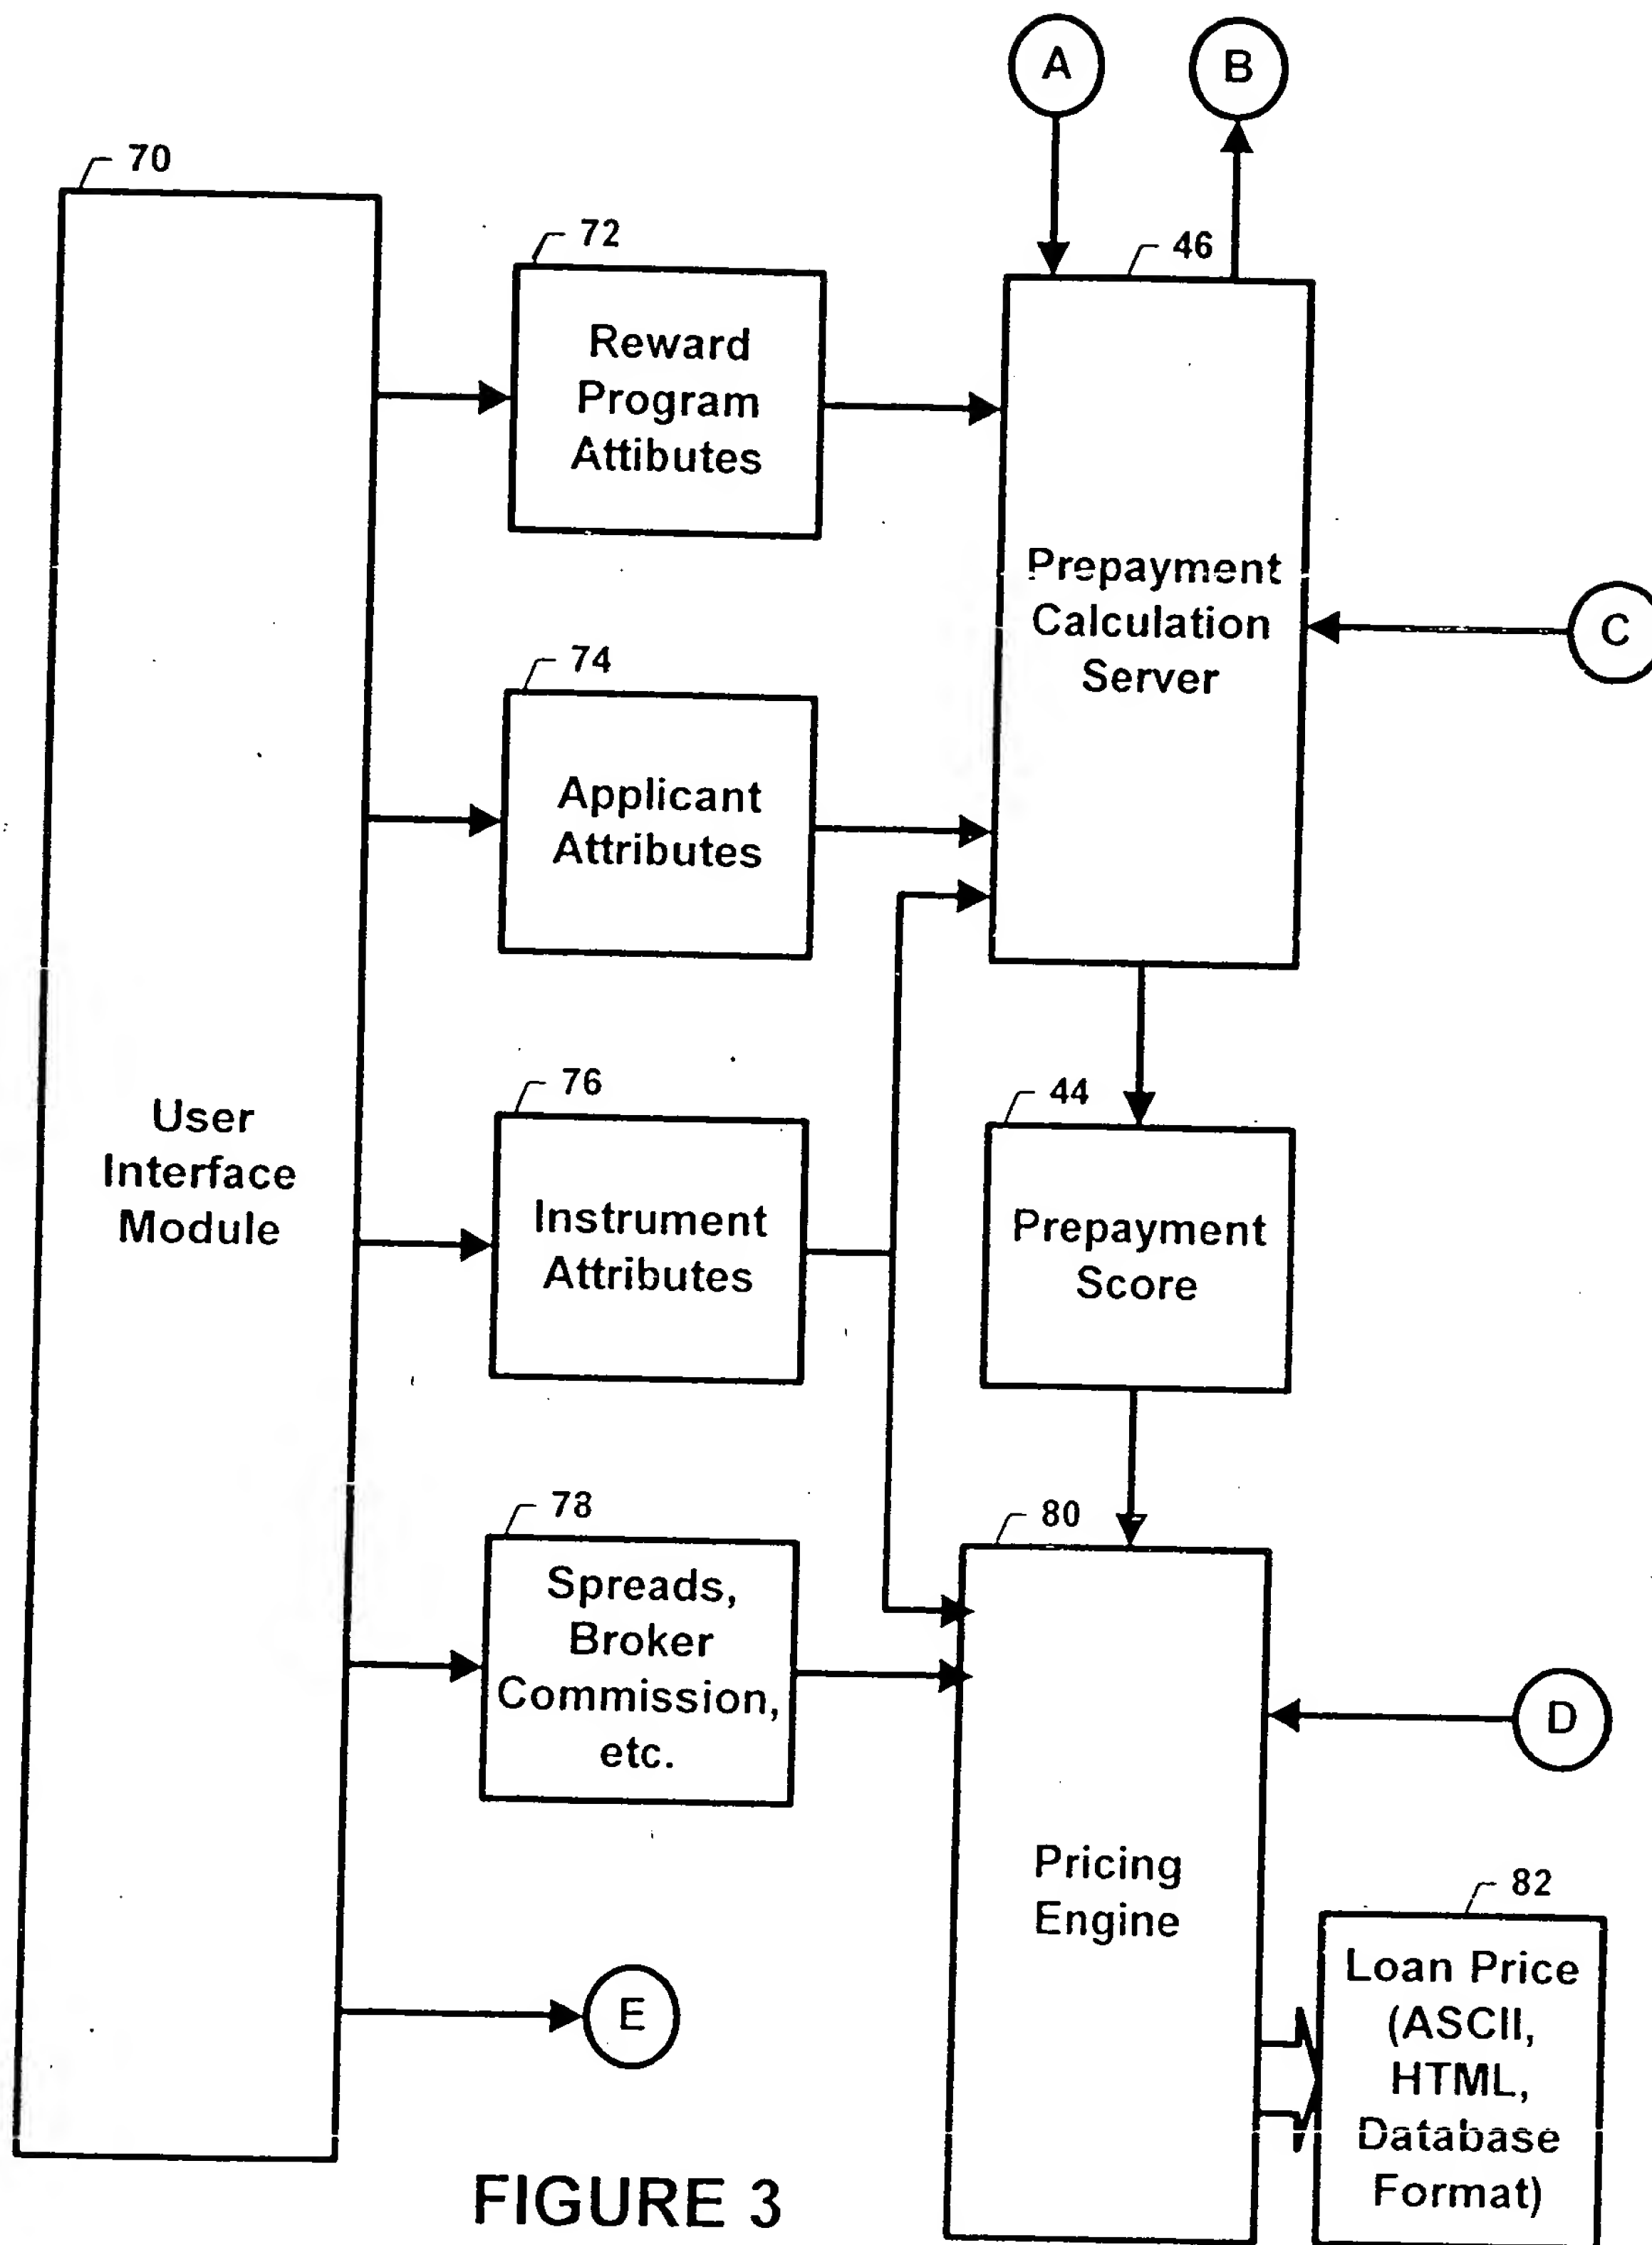 A
B
70
72
46
Reward
Program
Attibutes
Prepayment
Calculation
Server
C
74
Applicant
Attributes
76
44
User
Interface
Module
Instrument
Attributes
Prepayment
Score
78
80
Spreads,
Broker
Commission,
etc.
D
Pricing
Engine
82
Loan Price
(ASCII,
HTML,
Database
Format)
E
FIGURE 3